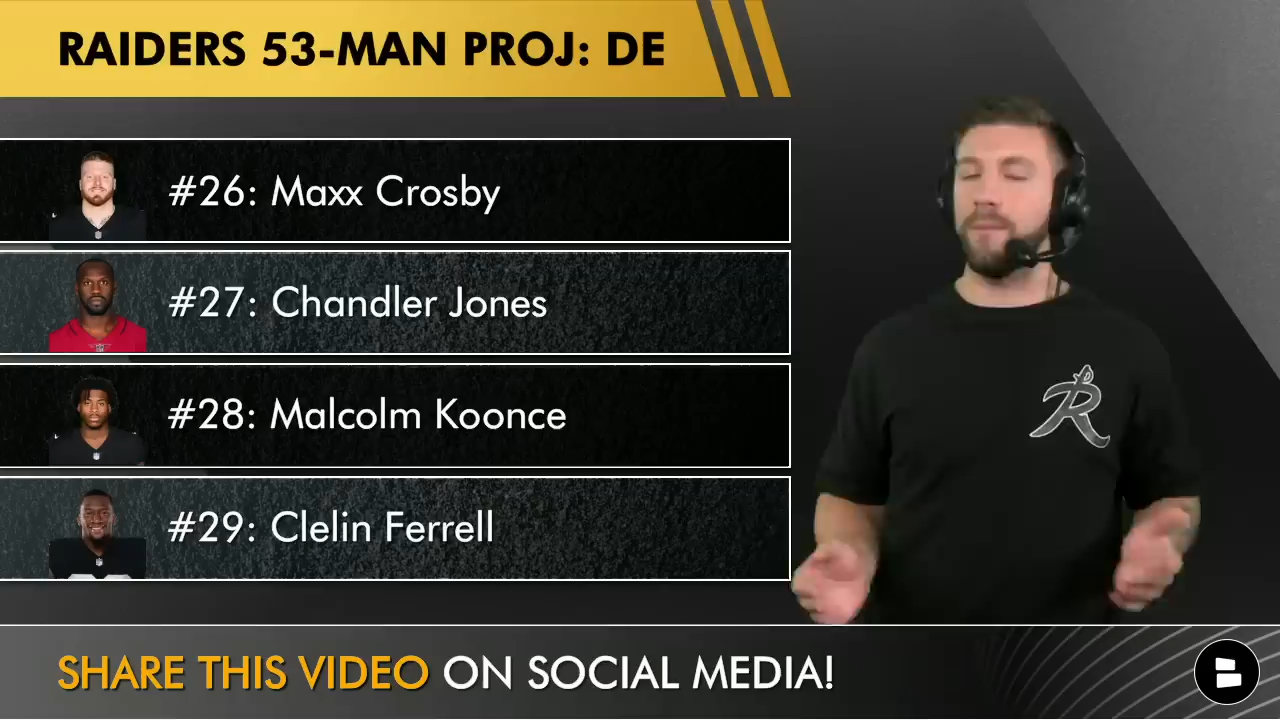 RAIDERS 53-MAN PROJ: DE
#26: Maxx Crosby
#27: Chandler Jones
#28: Malcolm Koonce
#29: Clelin Ferrell
R
SHARE THIS VIDEO ON SOCIAL MEDIA!